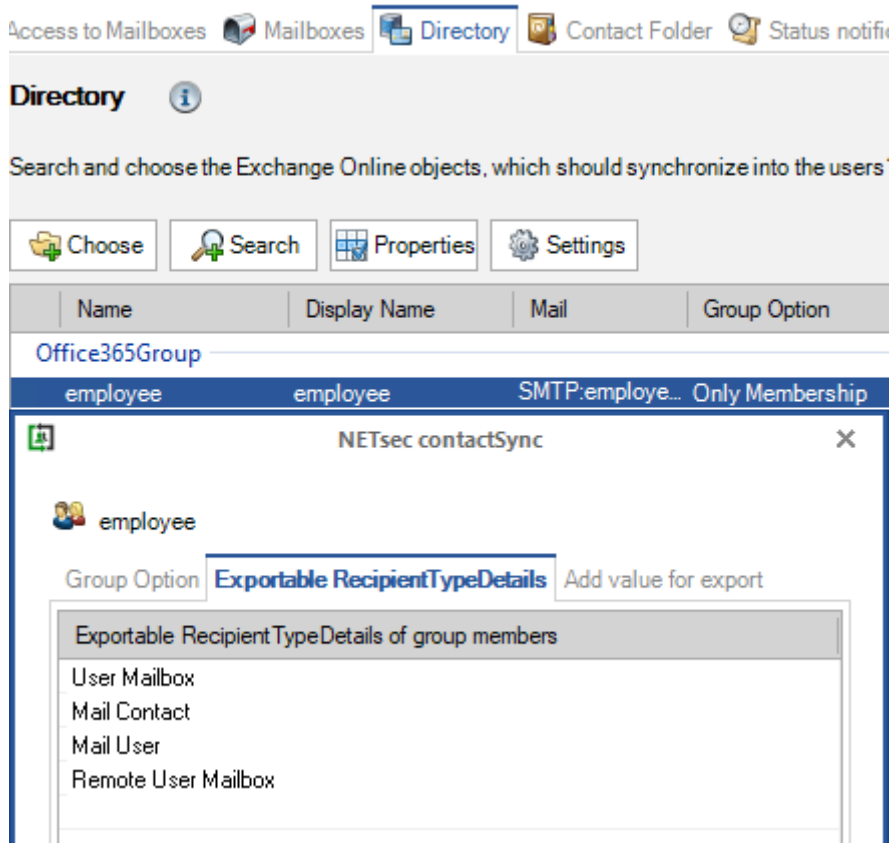 Access to Mailboxes Mailboxes Directory Contact Folder Status notific
Directory
Search and choose the Exchange Online objects, which should synchronize into the users'
Choose Search Properties Settings
Name Display Name Mail Group Option
Office365Group
employee employee SMTP:employe... Only Membership
NETsec contactSync
employee
Group Option Exportable RecipientTypeDetails Add value for export
Exportable RecipientTypeDetails of group members
User Mailbox
Mail Contact
Mail User
Remote User Mailbox